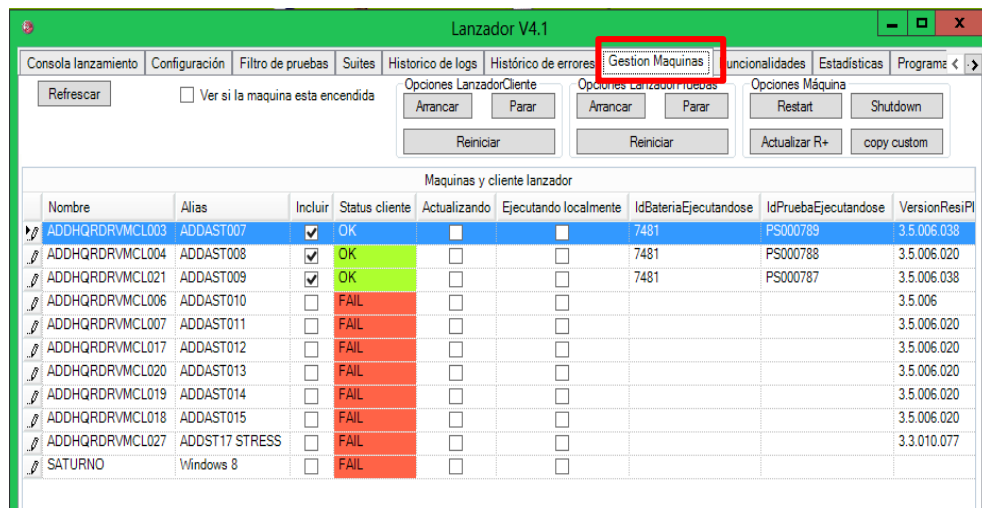 Lanzador V4.1
Consola lanzamiento Configuración Filtro de pruebas Suites Historico de logs Histórico de errores Gestion Maquinas Funcionalidades Estadísticas Programa
Refrescar Ver si la maquina esta encendida Opciones LanzadorCliente Opciones LanzadorPruebas Opciones Máquina
Arrancar Parar Arrancar Parar Restart Shutdown
Reiniciar Reiniciar Actualizar R+ copy custom
Maquinas y cliente lanzador
Nombre Alias Incluir Status cliente Actualizando Ejecutando localmente IdBateriaEjecutandose IdPruebaEjecutandose VersionResiPl
ADDHQRDRVMCL003 ADDAST007 OK 7481 PS000789 3.5.006.038
ADDHQRDRVMCL004 ADDAST008 OK 7481 PS000788 3.5.006.020
ADDHQRDRVMCL021 ADDAST009 OK 7481 PS000787 3.5.006.038
ADDHQRDRVMCL006 ADDAST010 FAIL 3.5.006
ADDHQRDRVMCL007 ADDAST011 FAIL 3.5.006.020
ADDHQRDRVMCL017 ADDAST012 FAIL 3.5.006.020
ADDHQRDRVMCL020 ADDAST013 FAIL 3.5.006.020
ADDHQRDRVMCL019 ADDAST014 FAIL 3.5.006.020
ADDHQRDRVMCL018 ADDAST015 FAIL 3.5.006.020
ADDHQRDRVMCL027 ADDST17 STRESS FAIL 3.3.010.077
SATURNO Windows 8 FAIL